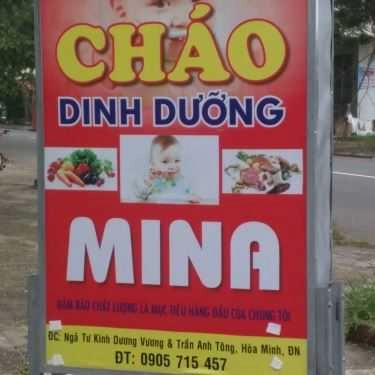 CHÁO
DINH DƯỠNG
MINA
ĐẢM BẢO CHẤT LƯỢNG LÀ MỤC TIÊU HÀNG ĐẦU CỦA CHÚNG TÔI
ĐC: Ngã Tư Kinh Dương Vương & Trần Anh Tông, Hòa Minh, ĐN
ĐT: 0905 715 457